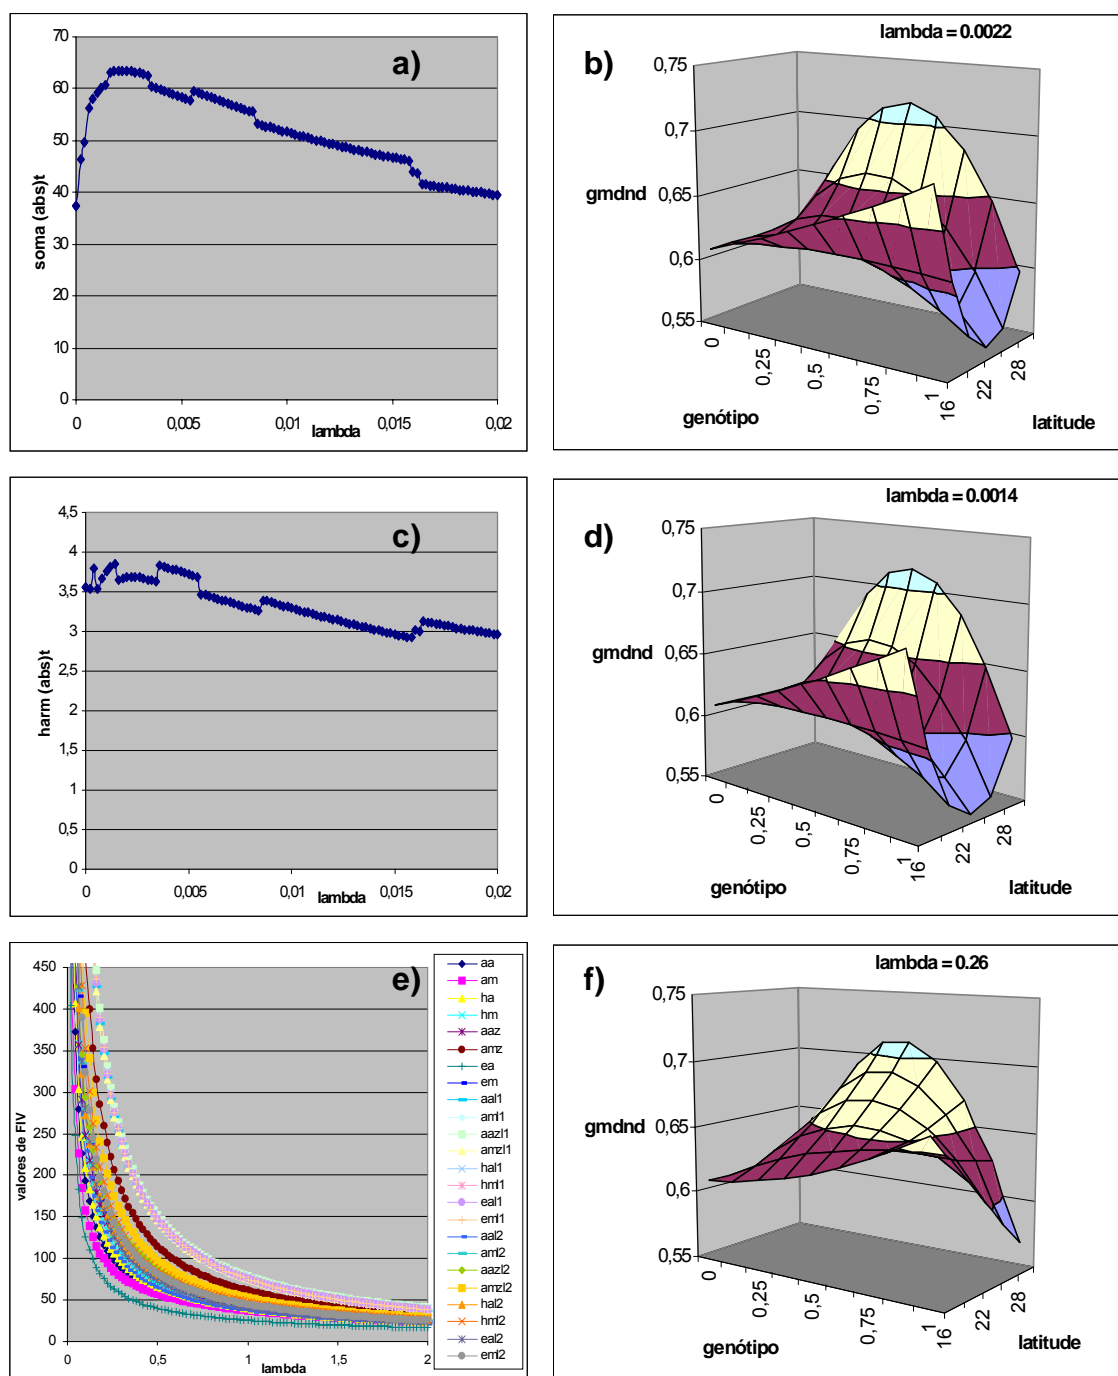 a)
soma (abs)t
70
60
50
40
30
20
10
0
0 0,005 0,01 0,015 0,02
lambda
b)
lambda = 0.0022
gmdnd
0,75
0,7
0,65
0,6
0,55
0 0,25 0,5 0,75 1
16 22 28
genótipo
latitude
c)
harm (abs)t
4,5
4
3,5
3
2,5
2
1,5
1
0,5
0
0 0,005 0,01 0,015 0,02
lambda
d)
lambda = 0.0014
gmdnd
0,75
0,7
0,65
0,6
0,55
0 0,25 0,5 0,75 1
16 22 28
genótipo
latitude
e)
valores de FIV
450
400
350
300
250
200
150
100
50
0
0 0,5 1 1,5 2
lambda
aa
am
ha
hm
aaz
amz
ea
em
aal1
aml1
aazl1
amzl1
hal1
hml1
eal1
eml1
aal2
aml2
aazl2
amzl2
hal2
hml2
eal2
eml2
f)
lambda = 0.26
gmdnd
0,75
0,7
0,65
0,6
0,55
0 0,25 0,5 0,75 1
16 22 28
genótipo
latitude